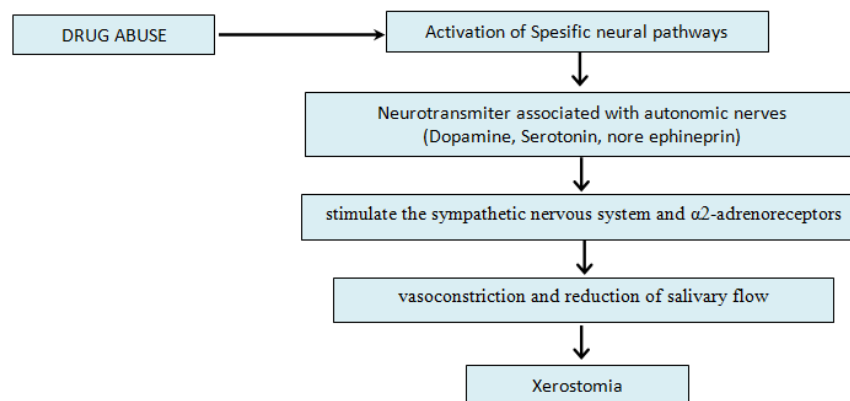 DRUG ABUSE
Activation of Spesific neural pathways
Neurotransmiter associated with autonomic nerves
(Dopamine, Serotonin, nore ephineprin)
stimulate the sympathetic nervous system and α2-adrenoreceptors
vasoconstriction and reduction of salivary flow
Xerostomia